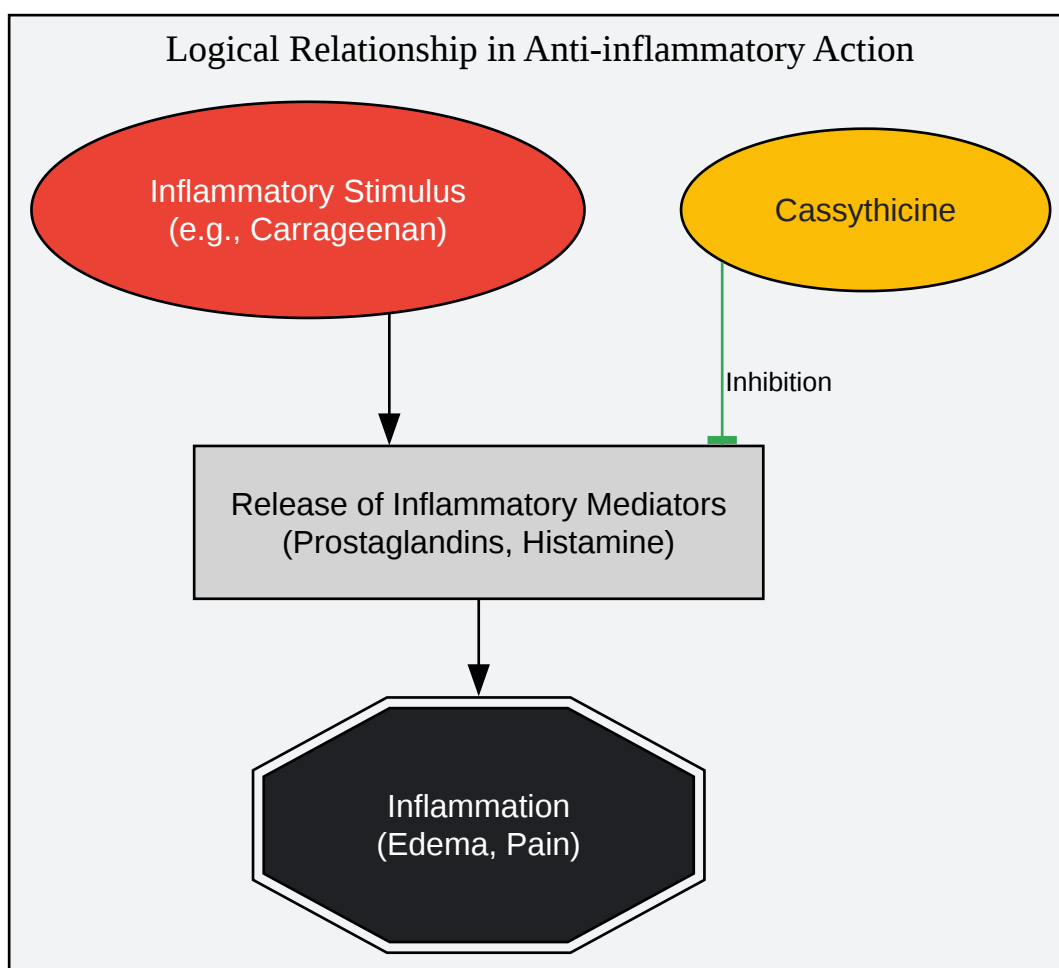 Logical Relationship in Anti-inflammatory Action
Inflammatory Stimulus
(e.g., Carrageenan)
Cassythicine
Inhibition
Release of Inflammatory Mediators
(Prostaglandins, Histamine)
Inflammation
(Edema, Pain)